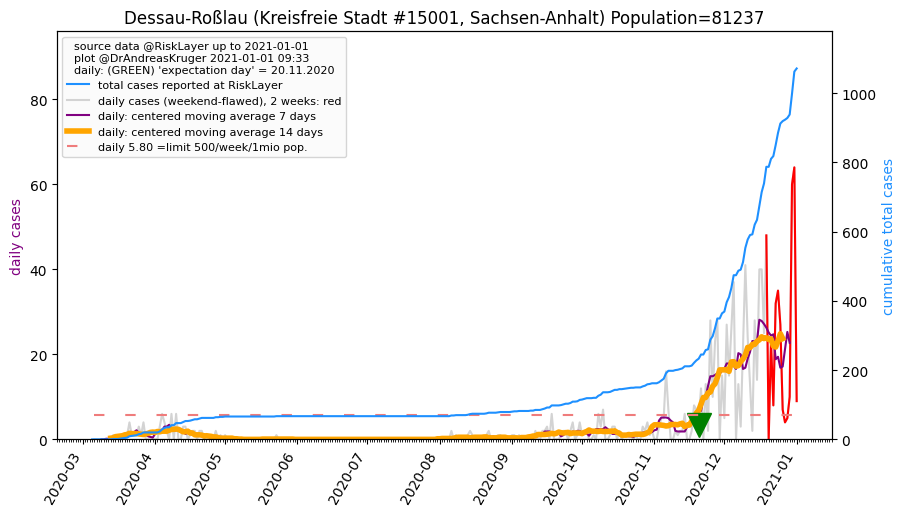 Dessau-Roßlau (Kreisfreie Stadt #15001, Sachsen-Anhalt) Population=81237
source data @RiskLayer up to 2021-01-01
plot @DrAndreasKruger 2021-01-01 09:33
daily: (GREEN) 'expectation day' = 20.11.2020
total cases reported at RiskLayer
daily cases (weekend-flawed), 2 weeks: red
daily: centered moving average 7 days
daily: centered moving average 14 days
daily 5.80 =limit 500/week/1mio pop.
daily cases
80
60
40
20
0
cumulative total cases
1000
800
600
400
200
0
2020-03
2020-04
2020-05
2020-06
2020-07
2020-08
2020-09
2020-10
2020-11
2020-12
2021-01